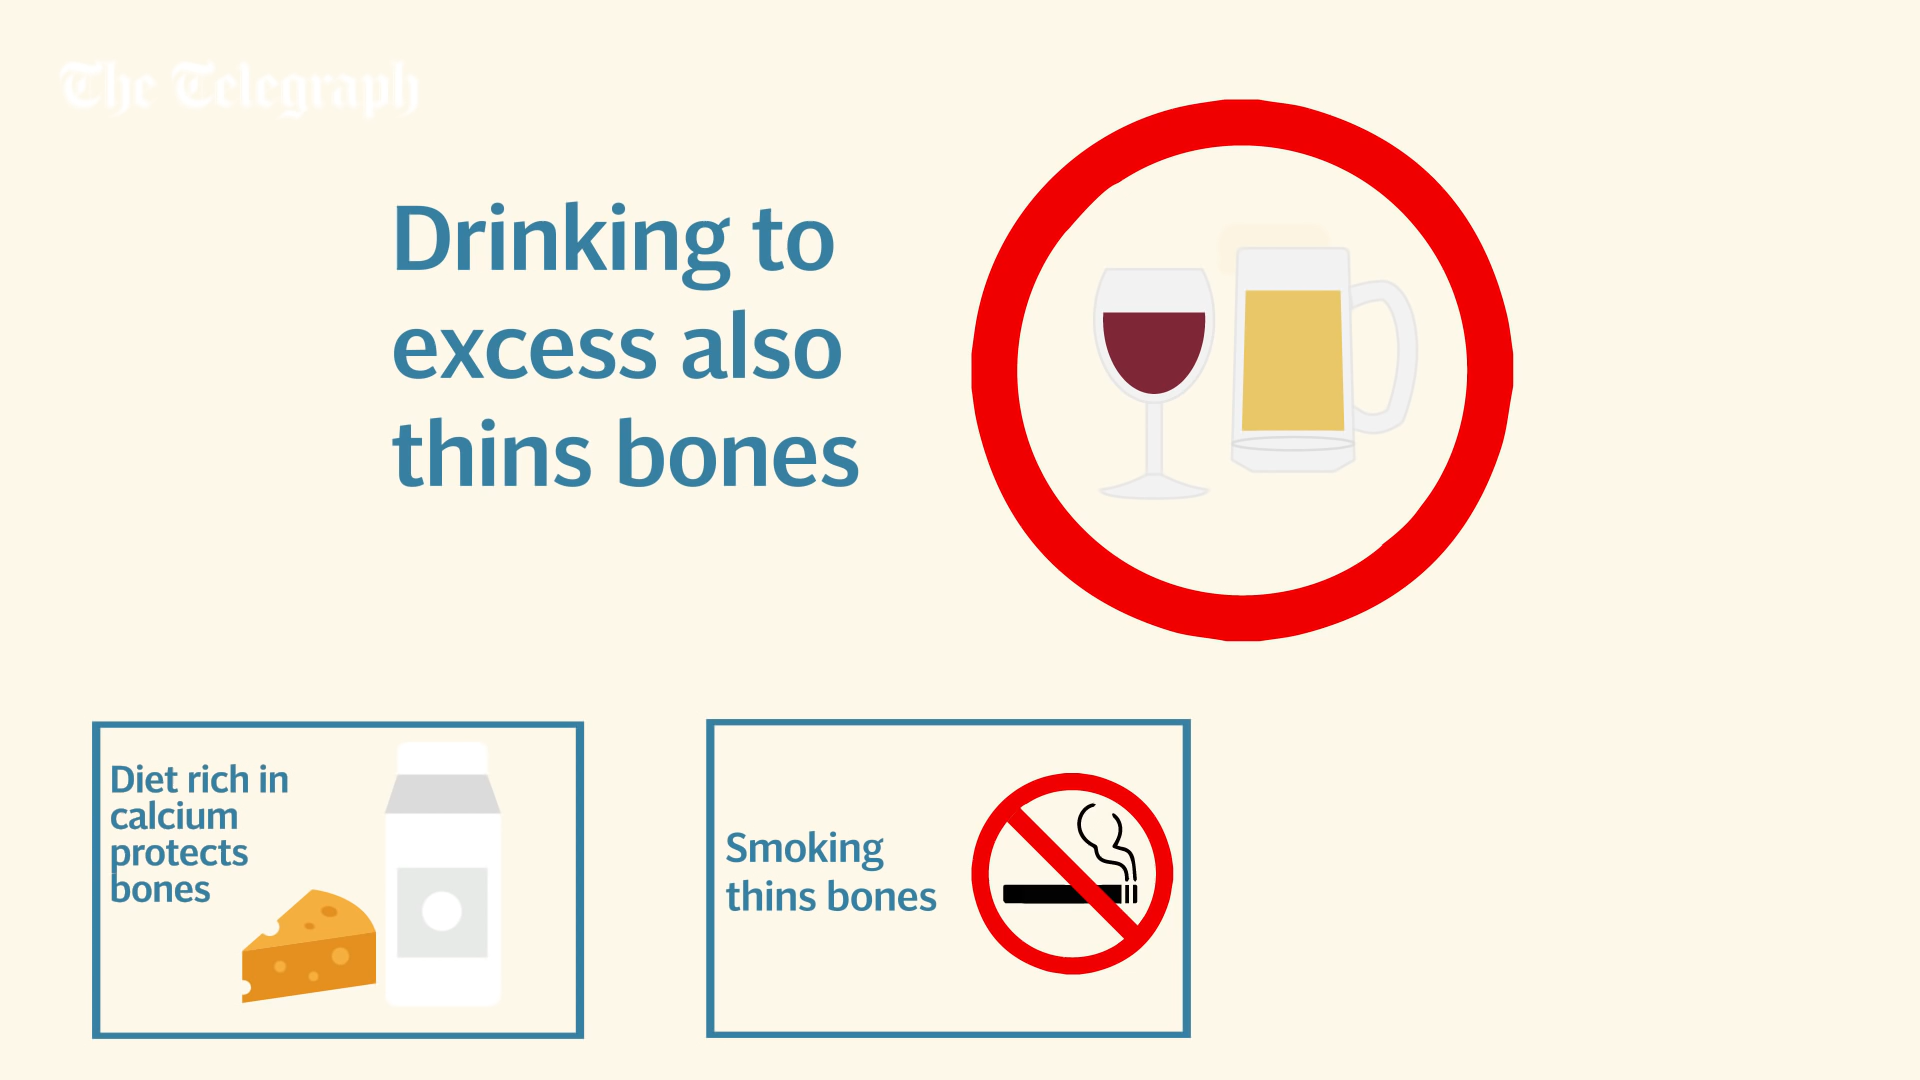 The Telegraph
Drinking to
excess also
thins bones
Diet rich in
calcium
protects
bones
Smoking
thins bones